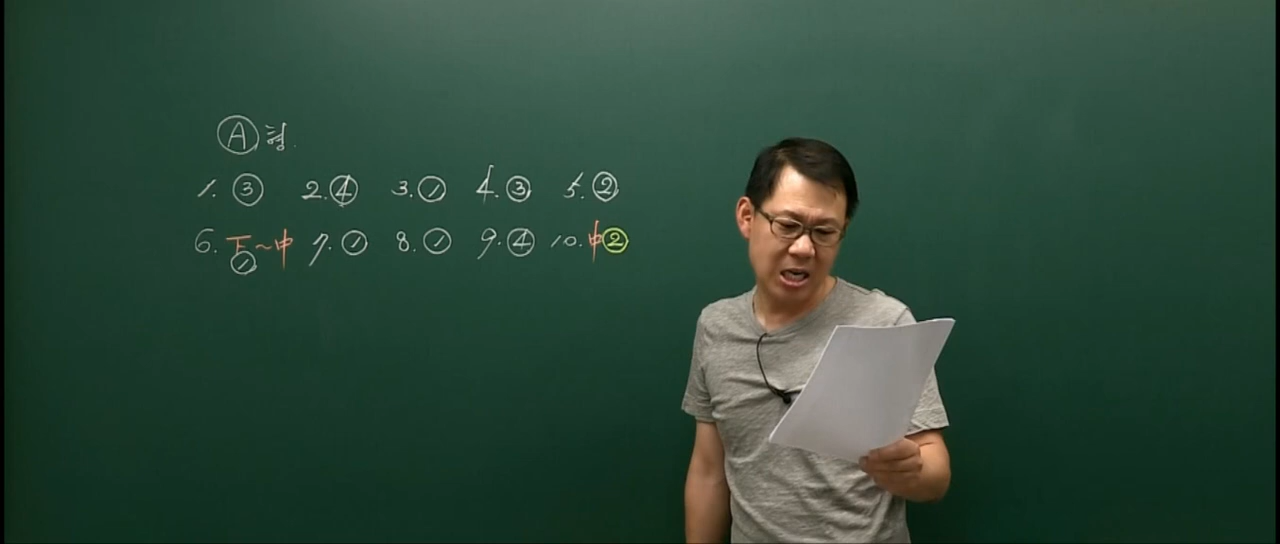 Ⓐ형.
1. ③ 2. ④ 3. ① 4. ③ 5. ②
6. 下~中 ① 7. ① 8. ① 9. ④ 10. 中 ②